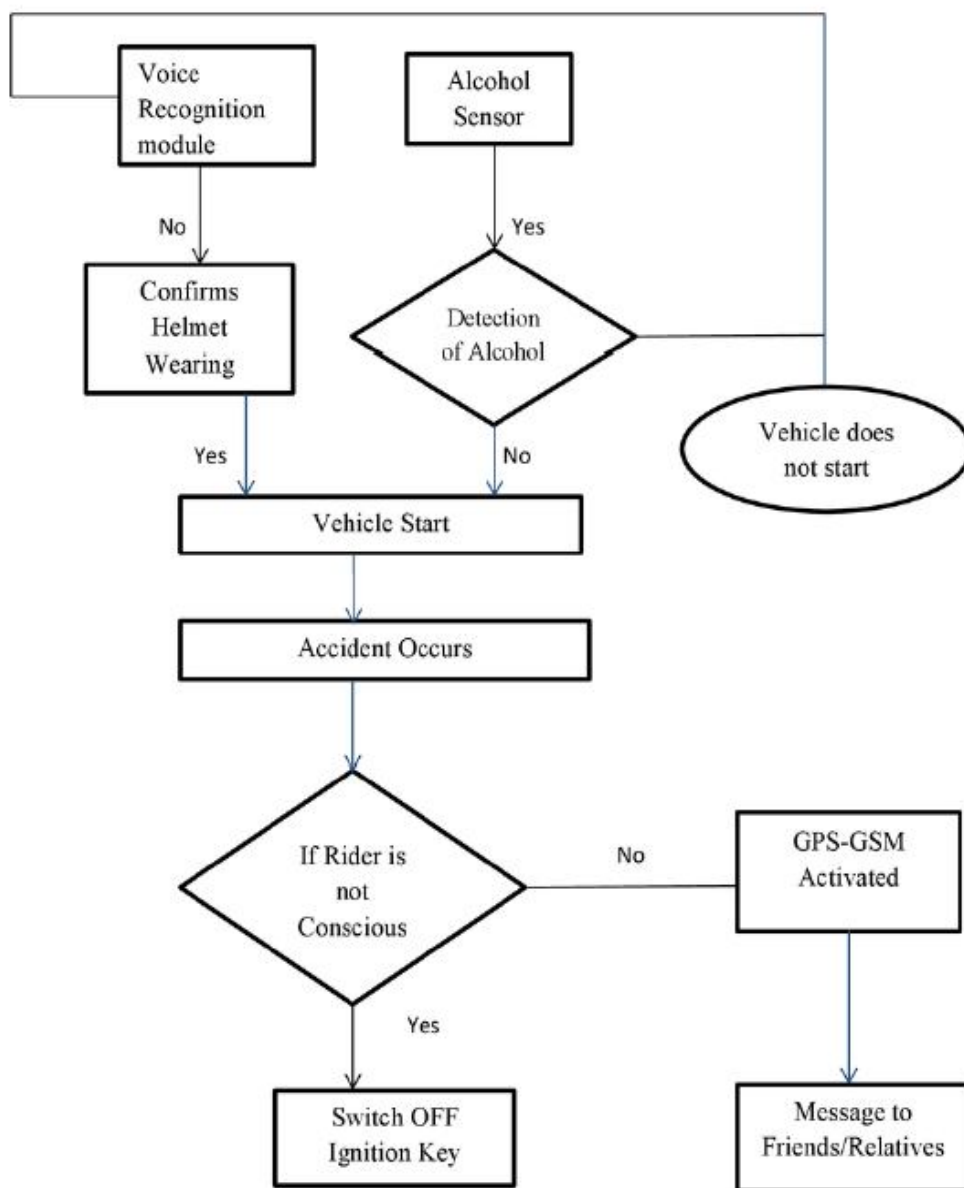 Voice
Recognition
module
Alcohol
Sensor
No
Yes
Confirms
Helmet
Wearing
Detection
of Alcohol
Vehicle does
not start
Yes
No
Vehicle Start
Accident Occurs
If Rider is
not
Conscious
No
GPS-GSM
Activated
Yes
Switch OFF
Ignition Key
Message to
Friends/Relatives